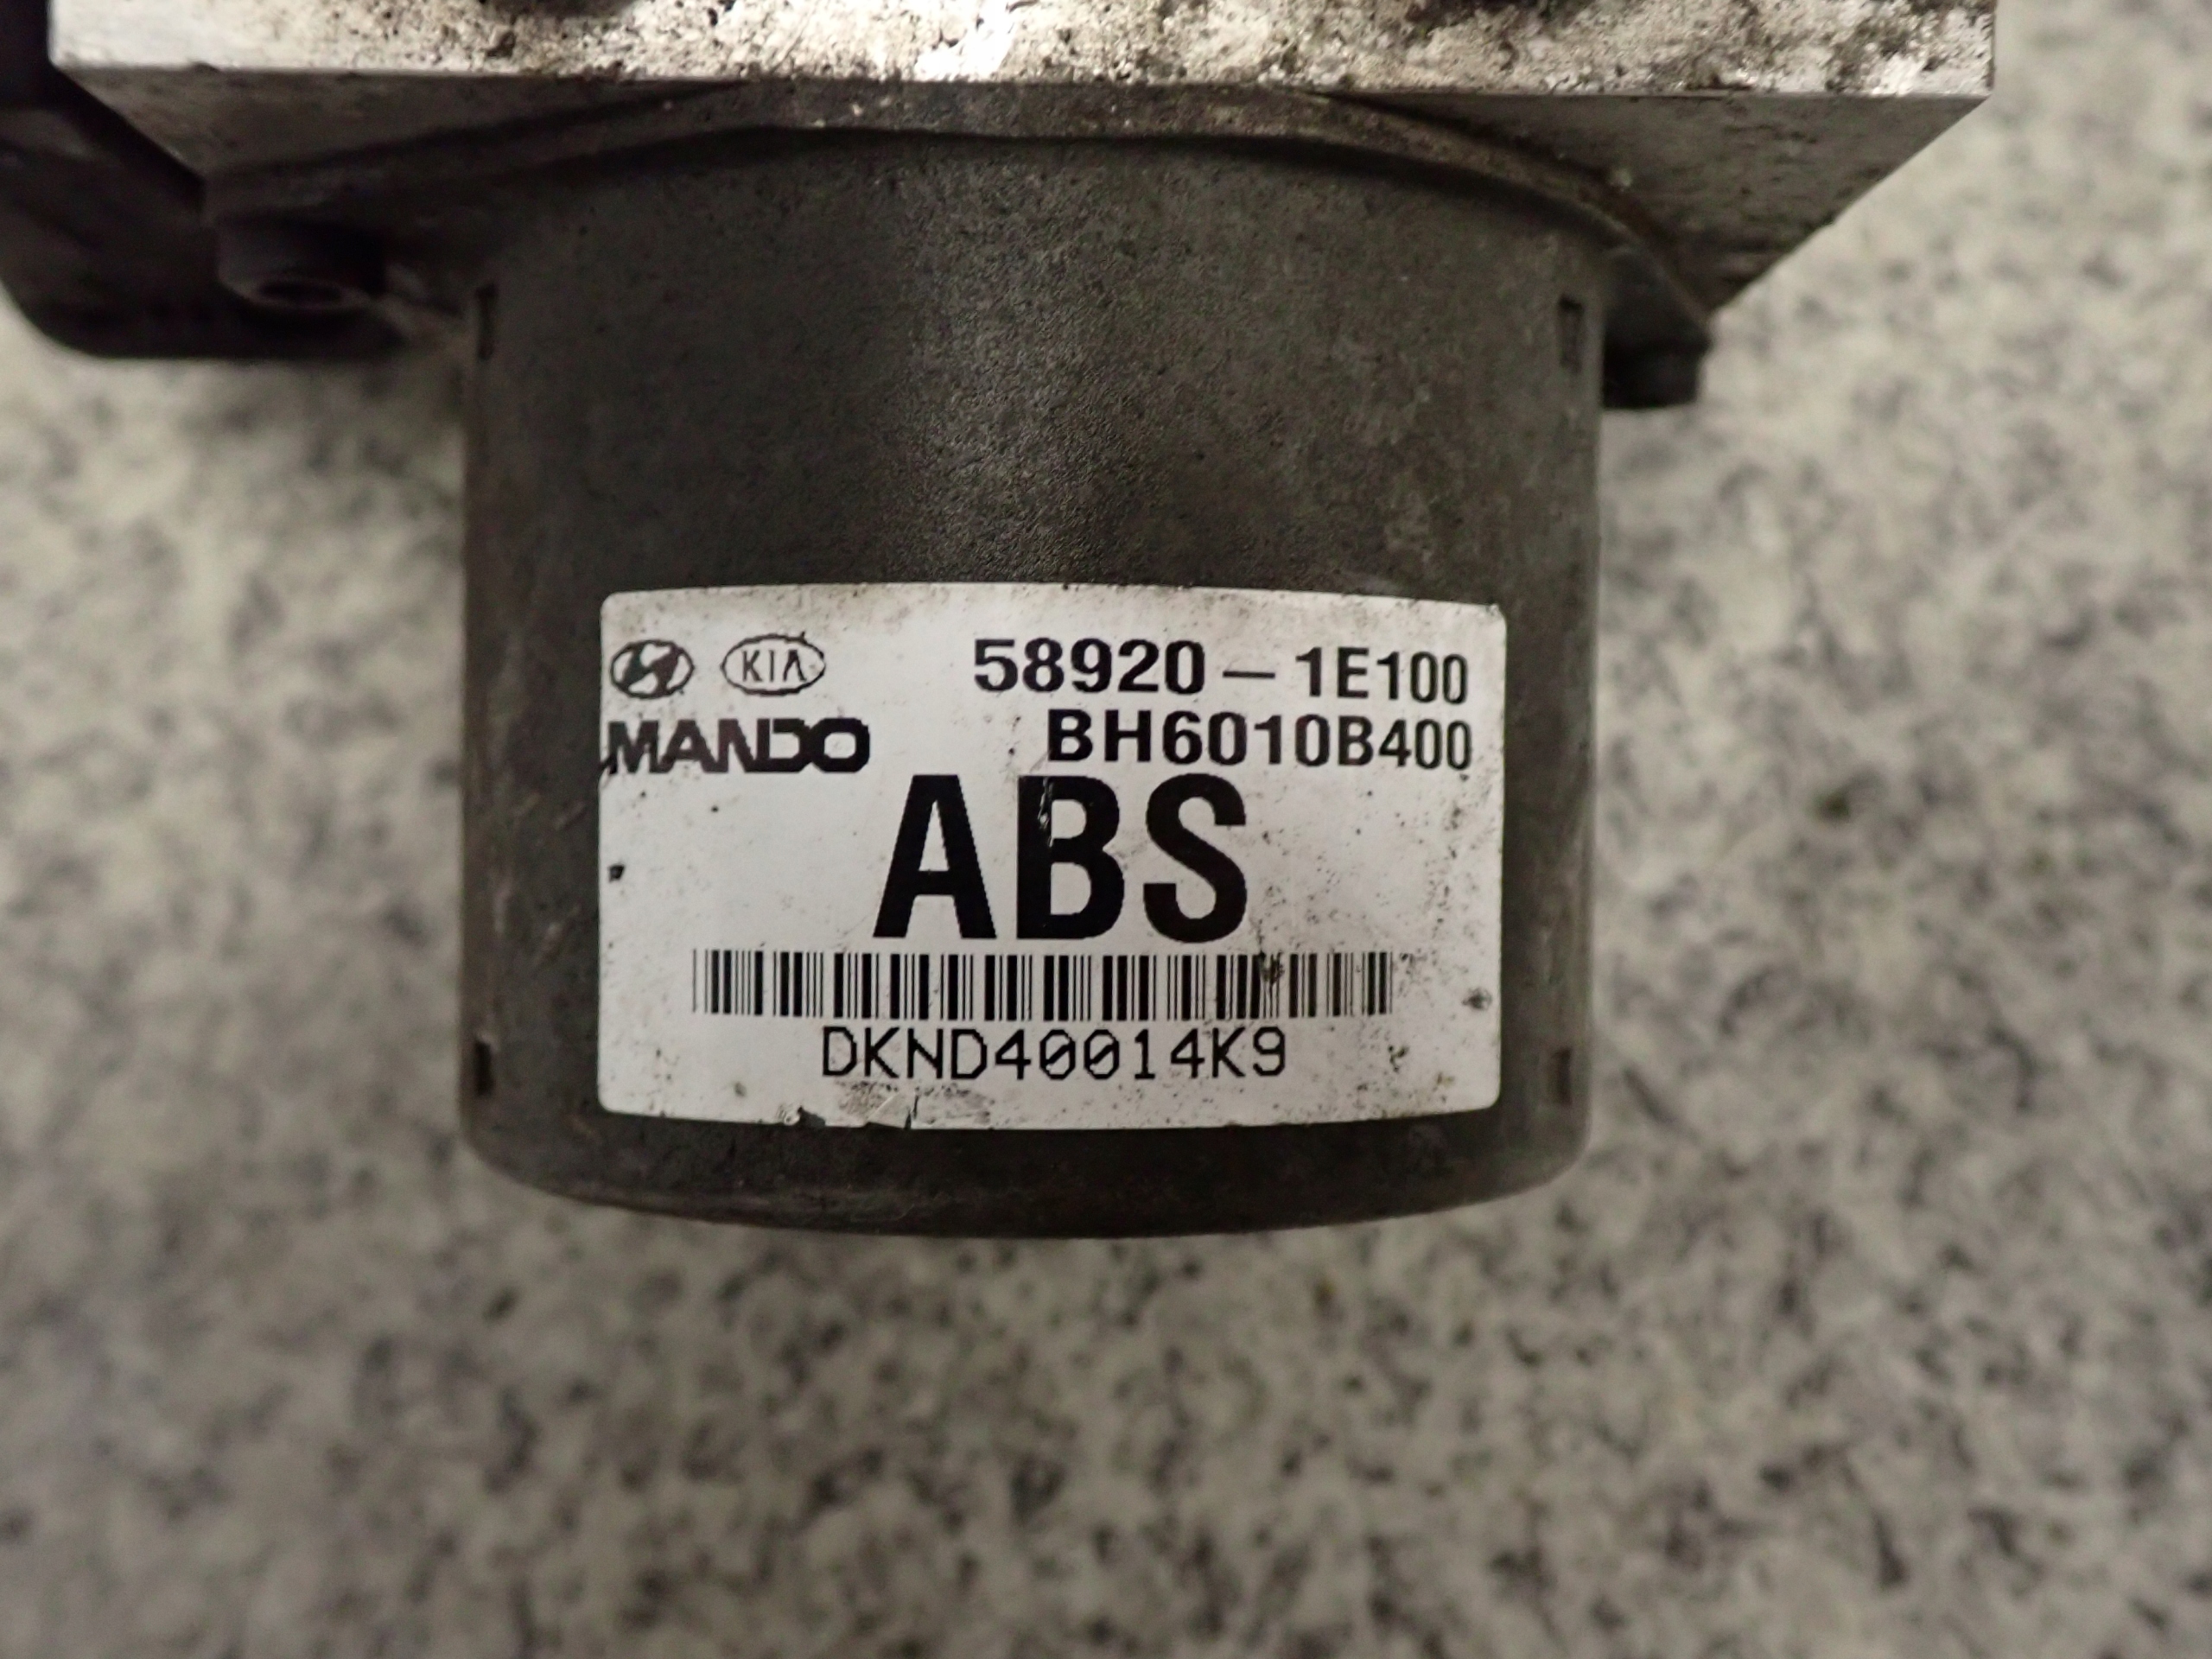 KIA 58920-1E100
MANDO BH6010B400
ABS
DKND40014K9